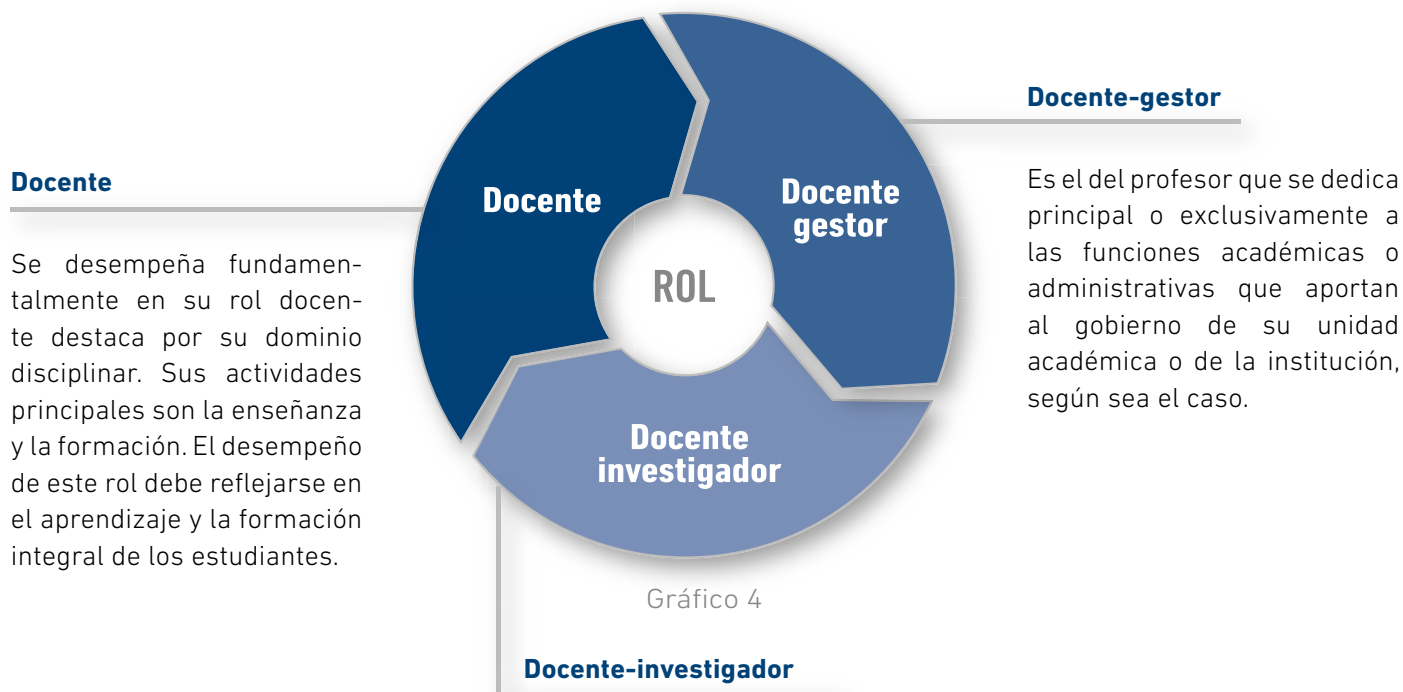 Docente
Se desempeña fundamen-
talmente en su rol docen-
te destaca por su dominio
disciplinar. Sus actividades
principales son la enseñanza
y la formación. El desempeño
de este rol debe reflejarse en
el aprendizaje y la formación
integral de los estudiantes.
Docente
Docente
gestor
ROL
Docente
investigador
Gráfico 4
Docente-gestor
Es el del profesor que se dedica
principal o exclusivamente a
las funciones académicas o
administrativas que aportan
al gobierno de su unidad
académica o de la institución,
según sea el caso.
Docente-investigador